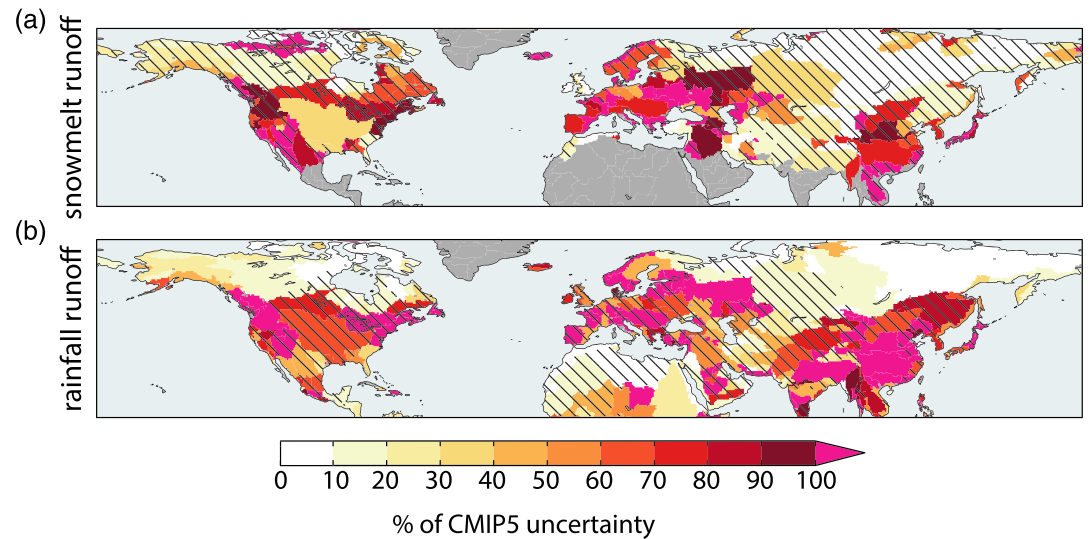 (a)
snowmelt runoff
(b)
rainfall runoff
0 10 20 30 40 50 60 70 80 90 100
% of CMIP5 uncertainty